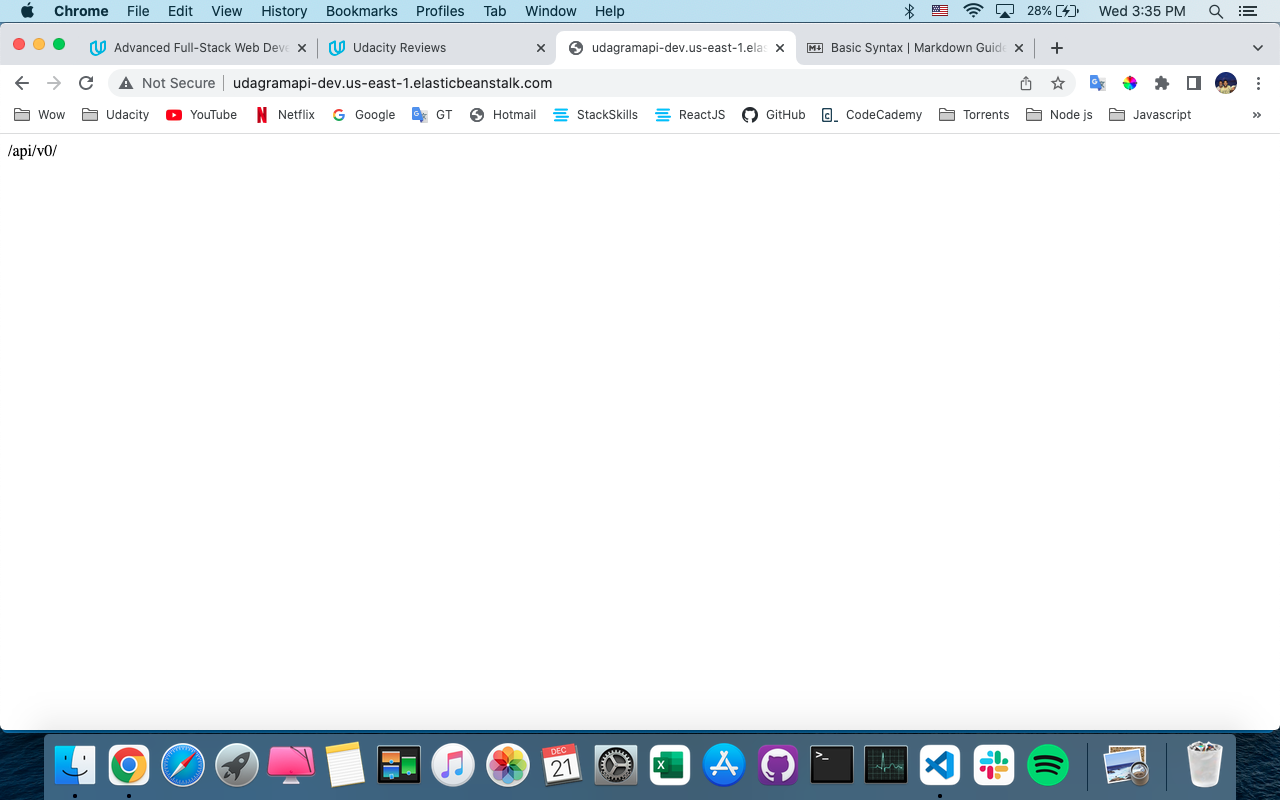 Chrome File Edit View History Bookmarks Profiles Tab Window Help 28% Wed 3:35 PM
Advanced Full-Stack Web Deve Udacity Reviews udagramapi-dev.us-east-1.elas Basic Syntax | Markdown Guide
Not Secure udagramapi-dev.us-east-1.elasticbeanstalk.com
Wow Udacity YouTube Netflix Google GT Hotmail StackSkills ReactJS GitHub CodeCademy Torrents Node js Javascript »
/api/v0/
DEC
21